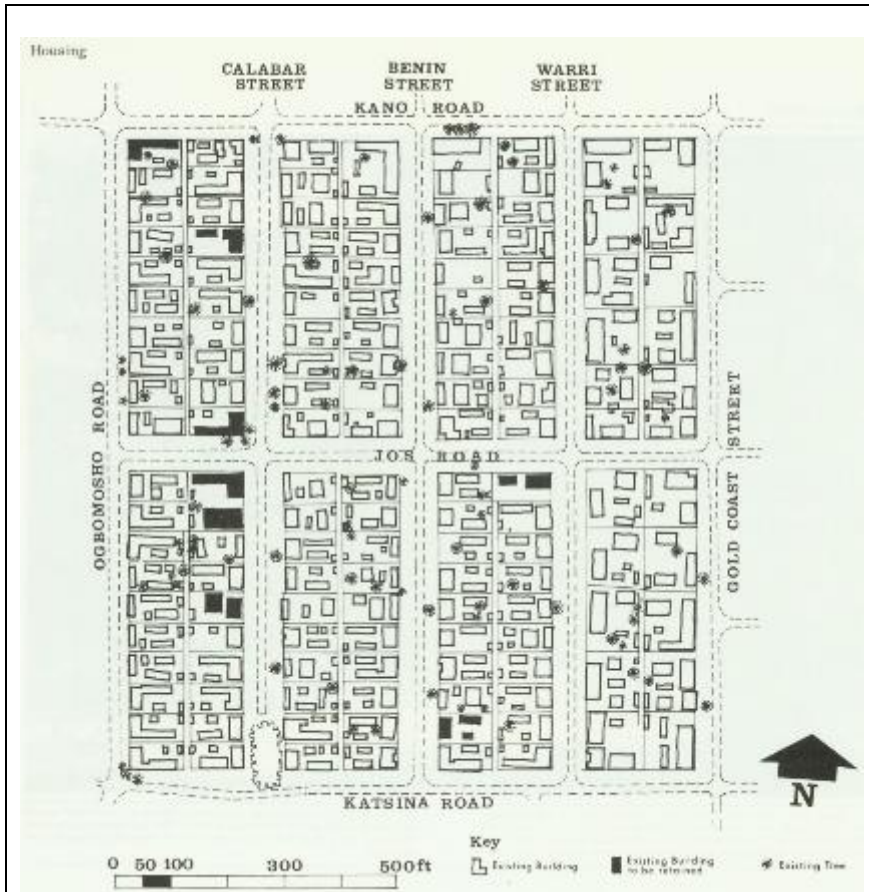 Housing
CALABAR STREET
BENIN STREET
WARRI STREET
KANO ROAD
OGBOMOSHO ROAD
JOS ROAD
GOLD COAST STREET
KATSINA ROAD
N
Key
0 50 100 300 500ft
Existing Building
Existing Building to be retained
Existing Tree